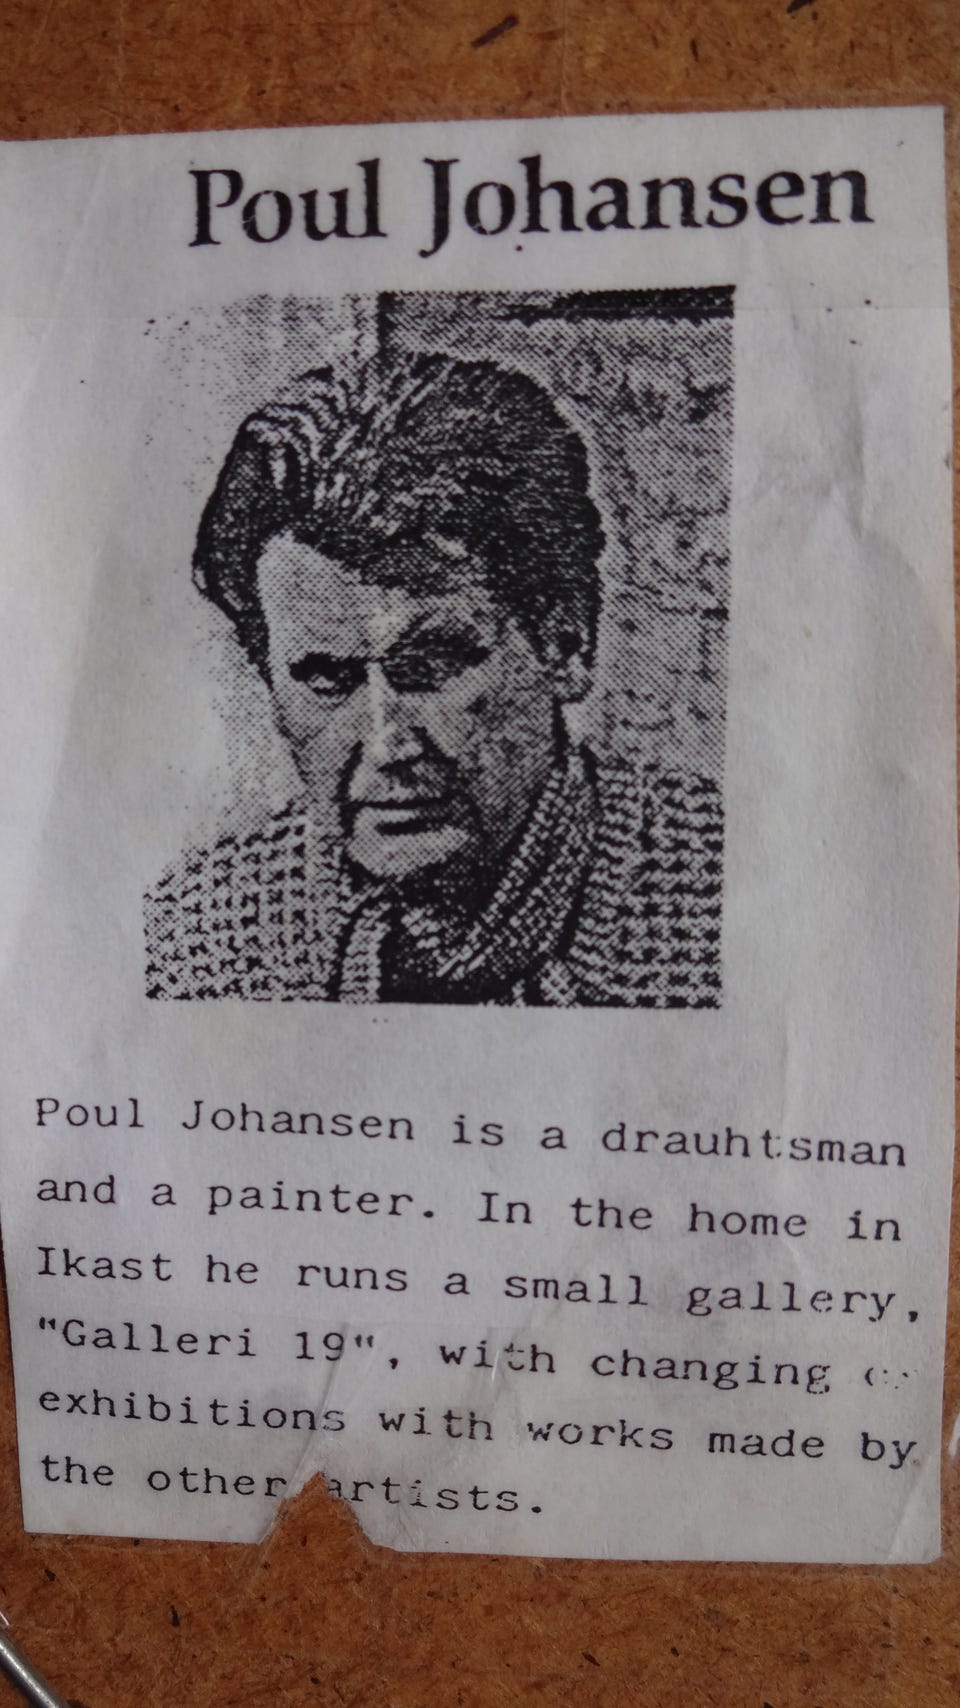 Poul Johansen
Poul Johansen is a drauhtsman
and a painter. In the home in
Ikast he runs a small gallery,
"Galleri 19", with changing
exhibitions with works made by
the other artists.